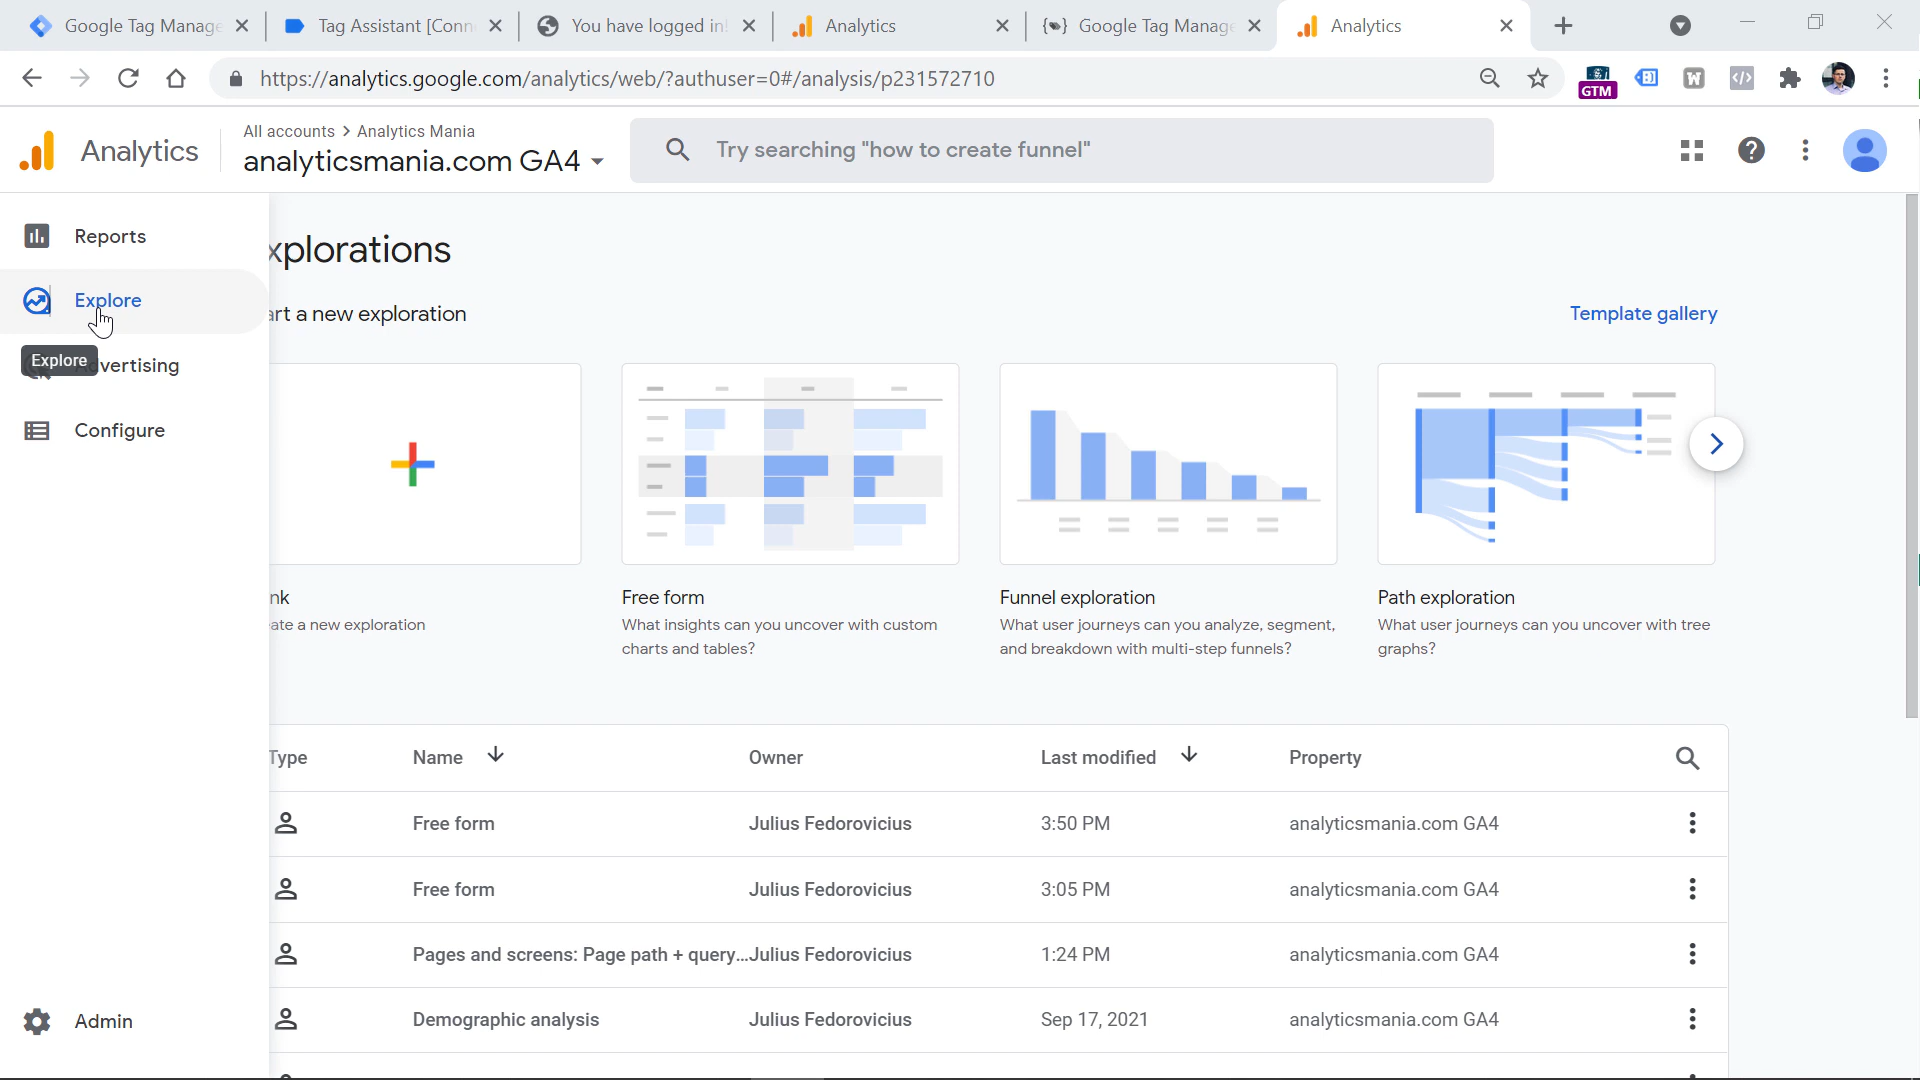 Google Tag Manage
Tag Assistant [Conn
You have logged in!
Analytics
Google Tag Manage
Analytics
https://analytics.google.com/analytics/web/?authuser=0#/analysis/p231572710
GTM
W
Analytics
All accounts > Analytics Mania
analyticsmania.com GA4
Try searching "how to create funnel"
Reports
Explore
Explore
dvertising
Configure
Admin
xplorations
art a new exploration
Template gallery
nk
ate a new exploration
Free form
What insights can you uncover with custom
charts and tables?
Funnel exploration
What user journeys can you analyze, segment,
and breakdown with multi-step funnels?
Path exploration
What user journeys can you uncover with tree
graphs?
Type Name Owner Last modified Property
Free form Julius Fedorovicius 3:50 PM analyticsmania.com GA4
Free form Julius Fedorovicius 3:05 PM analyticsmania.com GA4
Pages and screens: Page path + query... Julius Fedorovicius 1:24 PM analyticsmania.com GA4
Demographic analysis Julius Fedorovicius Sep 17, 2021 analyticsmania.com GA4